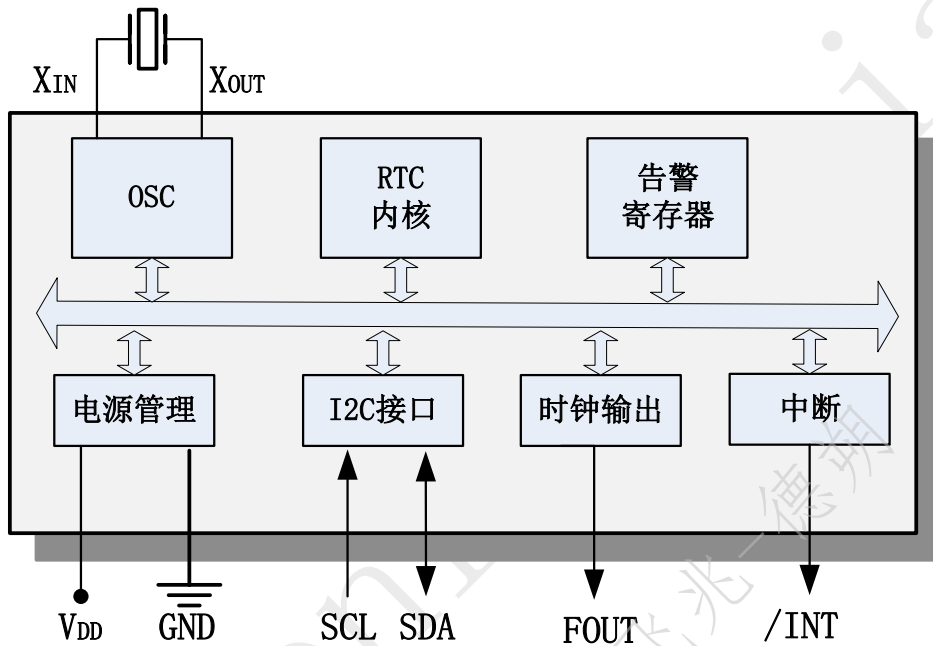 XIN
XOUT
OSC
RTC
内核
告警
寄存器
电源管理
I2C接口
时钟输出
中断
VDD
GND
SCL
SDA
FOUT
/INT